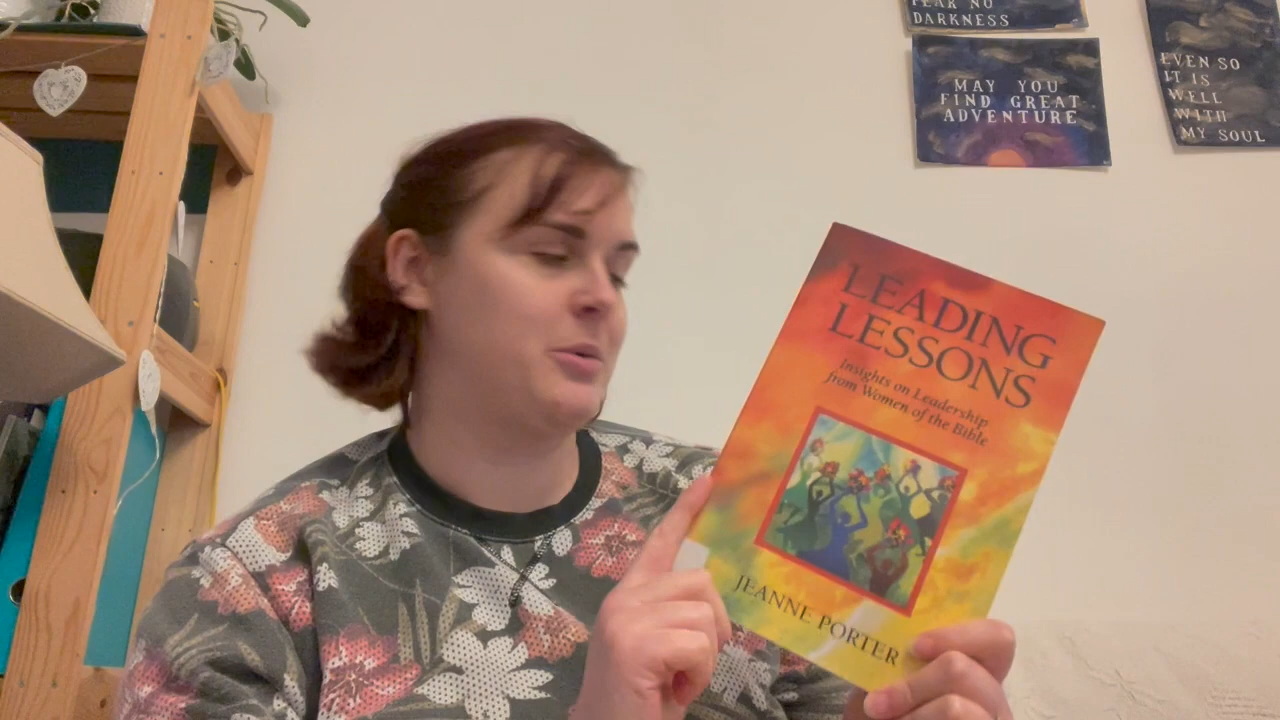 FEAR NO
DARKNESS
MAY YOU
FIND GREAT
ADVENTURE
EVEN SO
IT IS
WELL
WITH
MY SOUL
LEADING
LESSONS
Insights on Leadership
from Women of the Bible
JEANNE PORTER